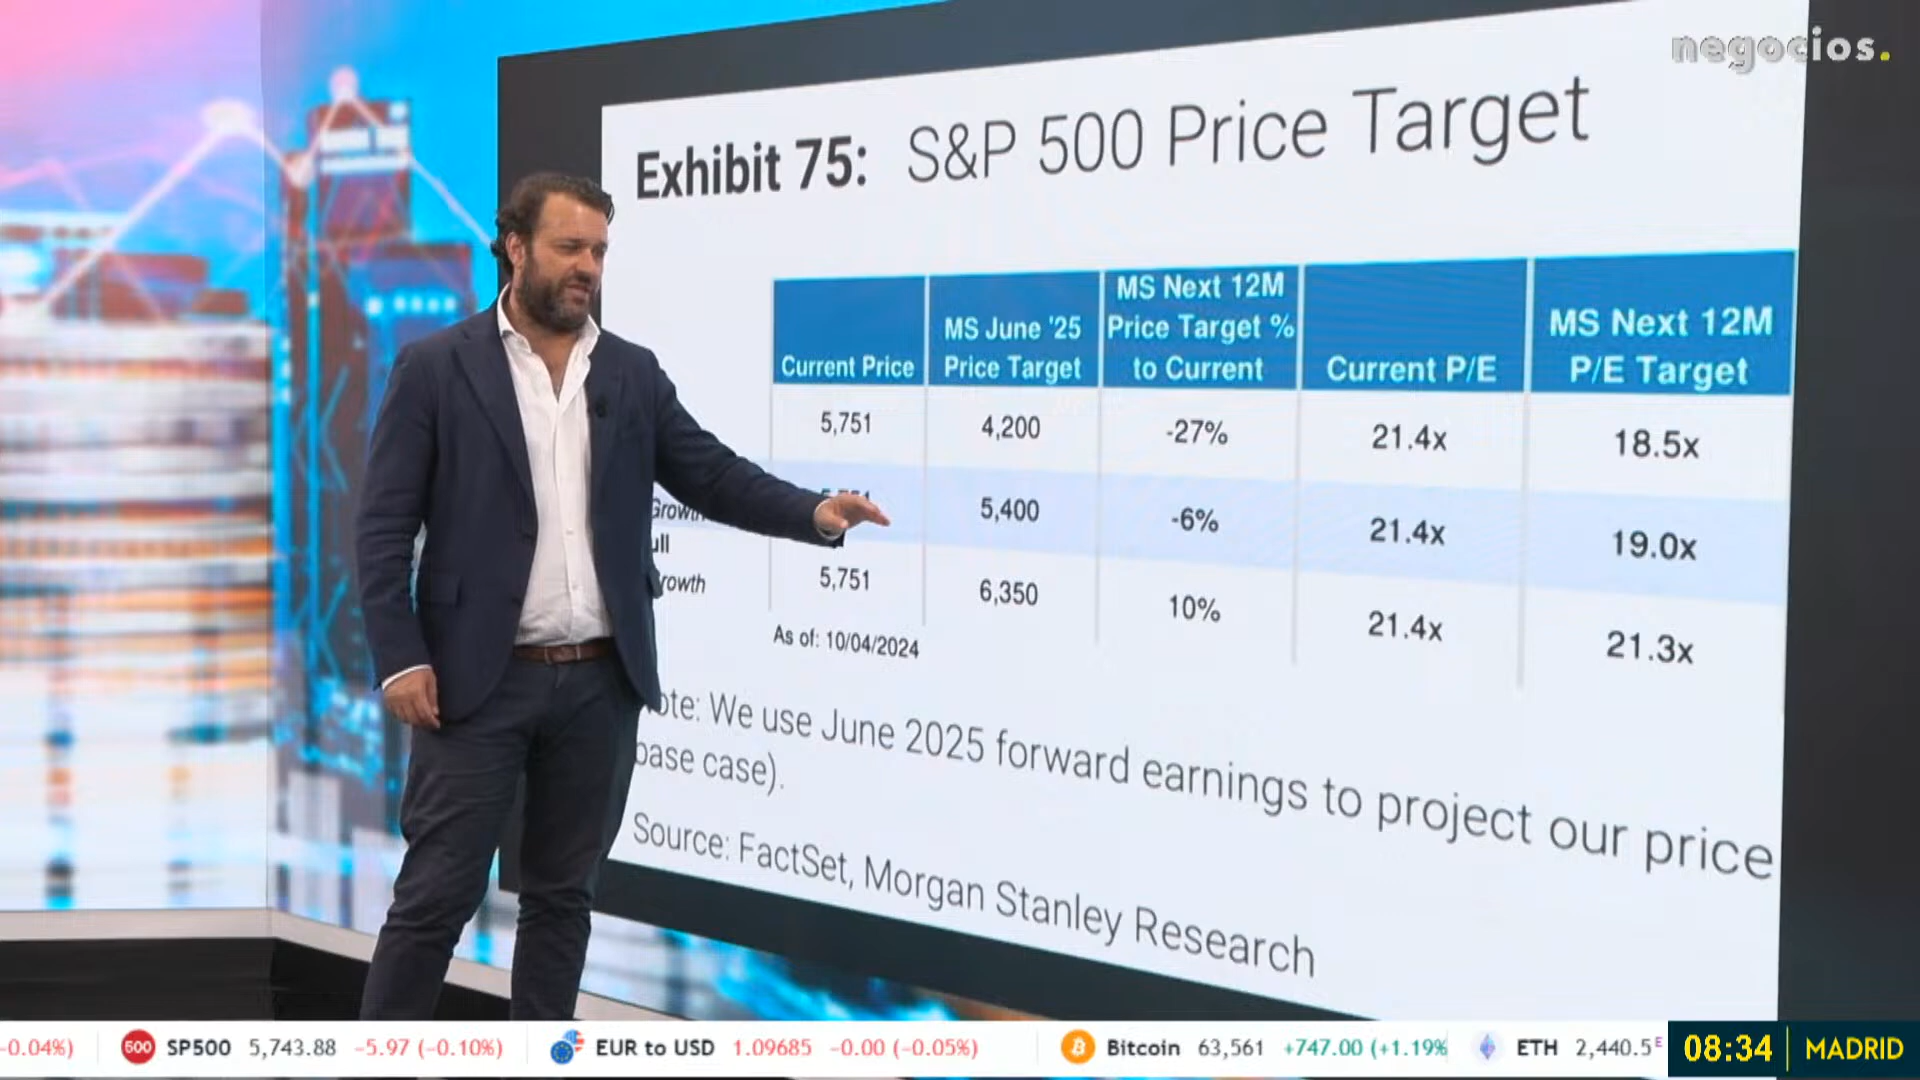 negocios.
Exhibit 75: S&P 500 Price Target
Current Price
MS June '25
Price Target
MS Next 12M
Price Target %
to Current
Current P/E
MS Next 12M
P/E Target
5,751 4,200 -27% 21.4x 18.5x
5,400 -6% 21.4x 19.0x
5,751 6,350 10% 21.4x 21.3x
As of: 10/04/2024
We use June 2025 forward earnings to project our price
base case).
Source: FactSet, Morgan Stanley Research
-0.04%) 500 SP500 5,743.88 -5.97 (-0.10%) EUR to USD 1.09685 -0.00 (-0.05%) Bitcoin 63,561 +747.00 (+1.19% ETH 2,440.5 08:34 MADRID